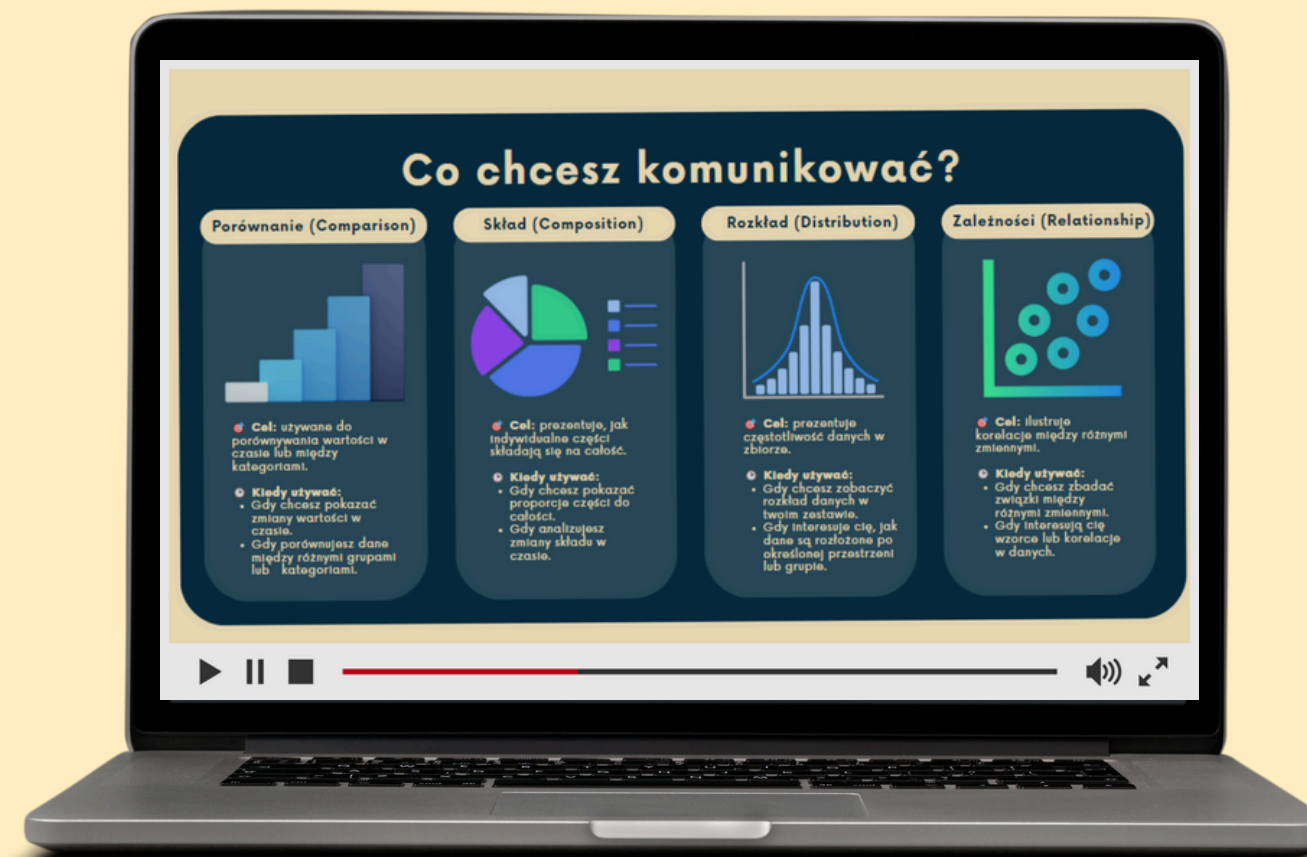 Co chcesz komunikować?
Porównanie (Comparison)
🎯 Cel: używane do
porównywania wartości w
czasie lub między
kategoriami.
🕒 Kiedy używać:
• Gdy chcesz pokazać
zmiany wartości w
czasie.
• Gdy porównujesz dane
między różnymi grupami
lub kategoriami.
Skład (Composition)
🎯 Cel: prezentuje, jak
indywidualne części
składają się na całość.
🕒 Kiedy używać:
• Gdy chcesz pokazać
proporcje części do
całości.
• Gdy analizujesz
zmiany składu w
czasie.
Rozkład (Distribution)
🎯 Cel: prezentuje
częstotliwość danych w
zbiorze.
🕒 Kiedy używać:
• Gdy chcesz zobaczyć
rozkład danych w
twoim zestawie.
• Gdy interesuje cię, jak
dane są rozłożone po
określonej przestrzeni
lub grupie.
Zależności (Relationship)
🎯 Cel: ilustruje
korelacje między różnymi
zmiennymi.
🕒 Kiedy używać:
• Gdy chcesz zbadać
związki między
różnymi zmiennymi.
• Gdy interesują cię
wzorce lub korelacje
w danych.